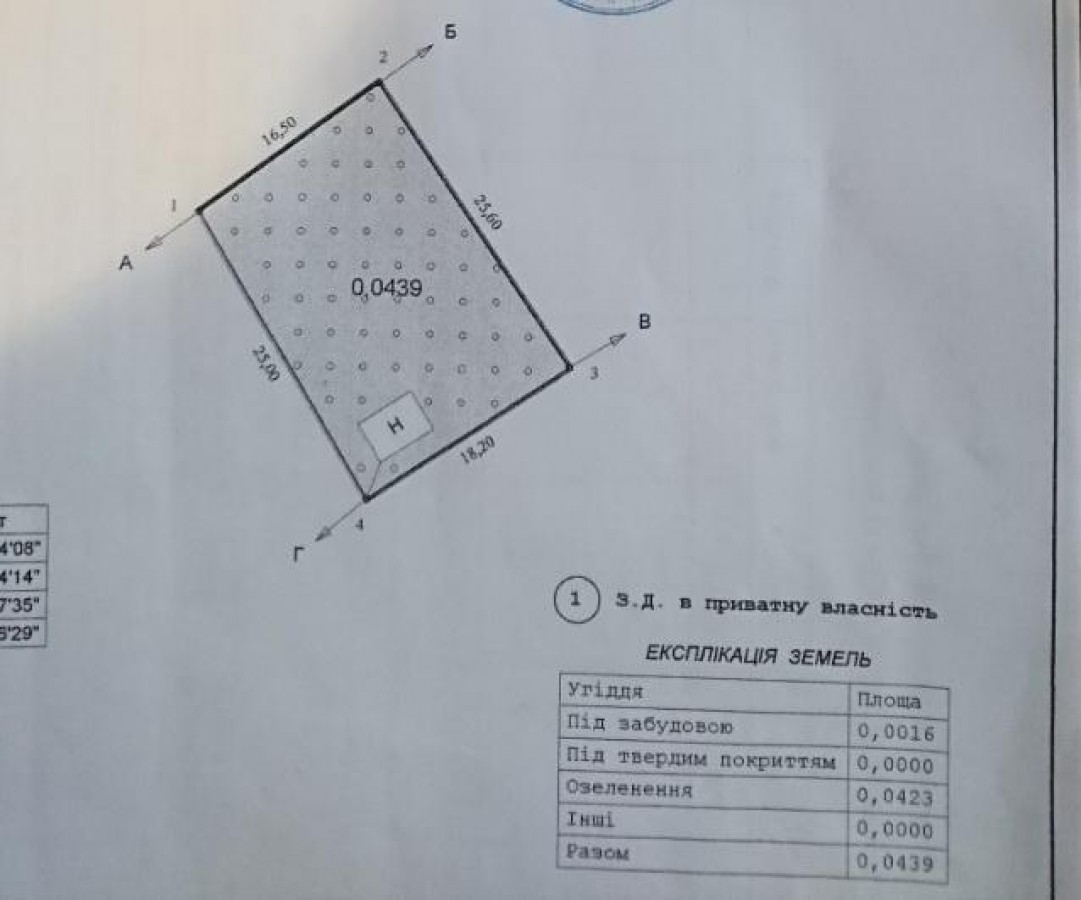 Б
2
16,50
1
А
25,60
0,0439
В
25,00
3
Н
18,20
4
Г
4'08"
4'14"
7'35"
6'29"
1 З.Д. в приватну власність
ЕКСПЛІКАЦІЯ ЗЕМЕЛЬ
Угіддя Площа
Під забудовою 0,0016
Під твердим покриттям 0,0000
Озеленення 0,0423
Інші 0,0000
Разом 0,0439